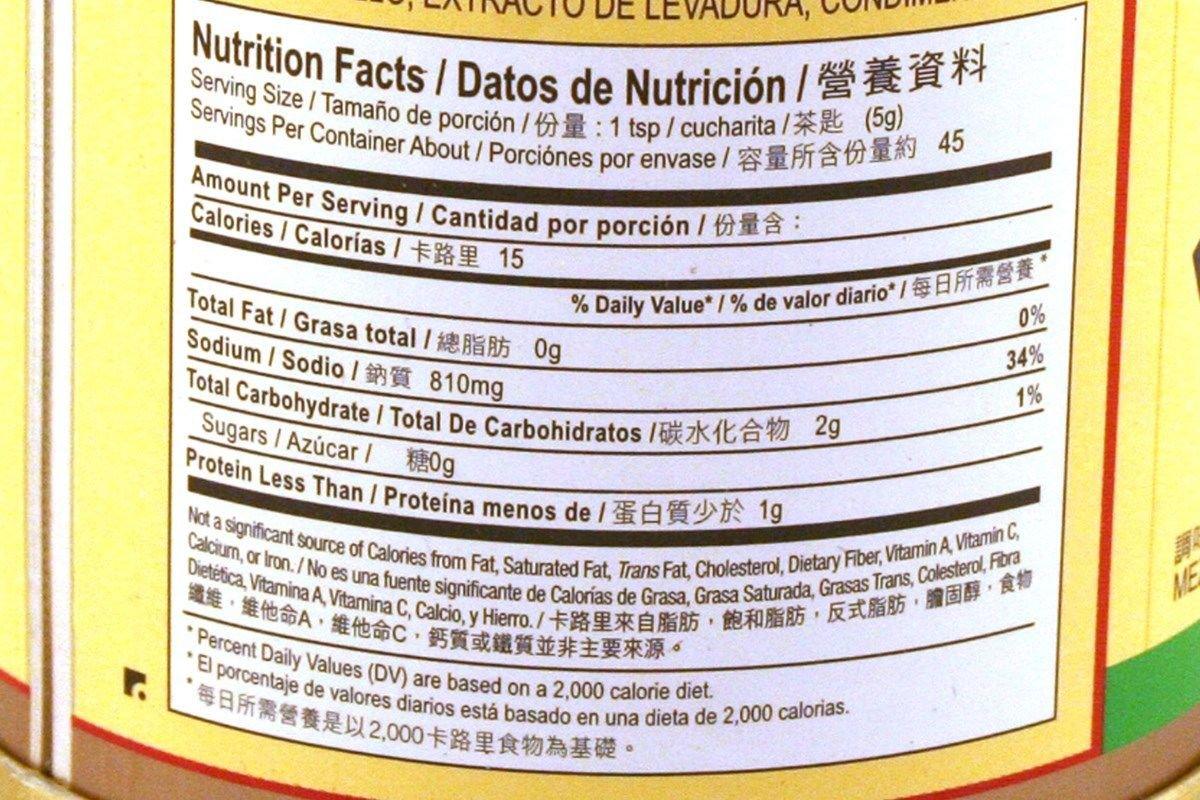 EXTRACTO DE LEVADURA,
Nutrition Facts / Datos de Nutrición / 營養資料
Serving Size / Tamaño de porción / 份量 : 1 tsp / cucharita / 茶匙 (5g)
Servings Per Container About / Porciónes por envase / 容量所含份量約 45
Amount Per Serving / Cantidad por porción / 份量含 :
Calories / Calorías / 卡路里 15
% Daily Value* / % de valor diario* / 每日所需營養*
Total Fat / Grasa total / 總脂肪 0g 0%
Sodium / Sodio / 鈉質 810mg 34%
Total Carbohydrate / Total De Carbohidratos / 碳水化合物 2g 1%
Sugars / Azúcar / 糖0g
Protein Less Than / Proteína menos de / 蛋白質少於 1g
Not a significant source of Calories from Fat, Saturated Fat, Trans Fat, Cholesterol, Dietary Fiber, Vitamin A, Vitamin C,
Calcium, or Iron. / No es una fuente significante de Calorías de Grasa, Grasa Saturada, Grasas Trans, Colesterol, Fibra
Dietética, Vitamina A, Vitamina C, Calcio, y Hierro. / 卡路里來自脂肪，飽和脂肪，反式脂肪，膽固醇，食物
纖維，維他命A，維他命C，鈣質或鐵質並非主要來源。
* Percent Daily Values (DV) are based on a 2,000 calorie diet.
* El porcentaje de valores diarios está basado en una dieta de 2,000 calorias.
* 每日所需營養是以2,000卡路里食物為基礎。